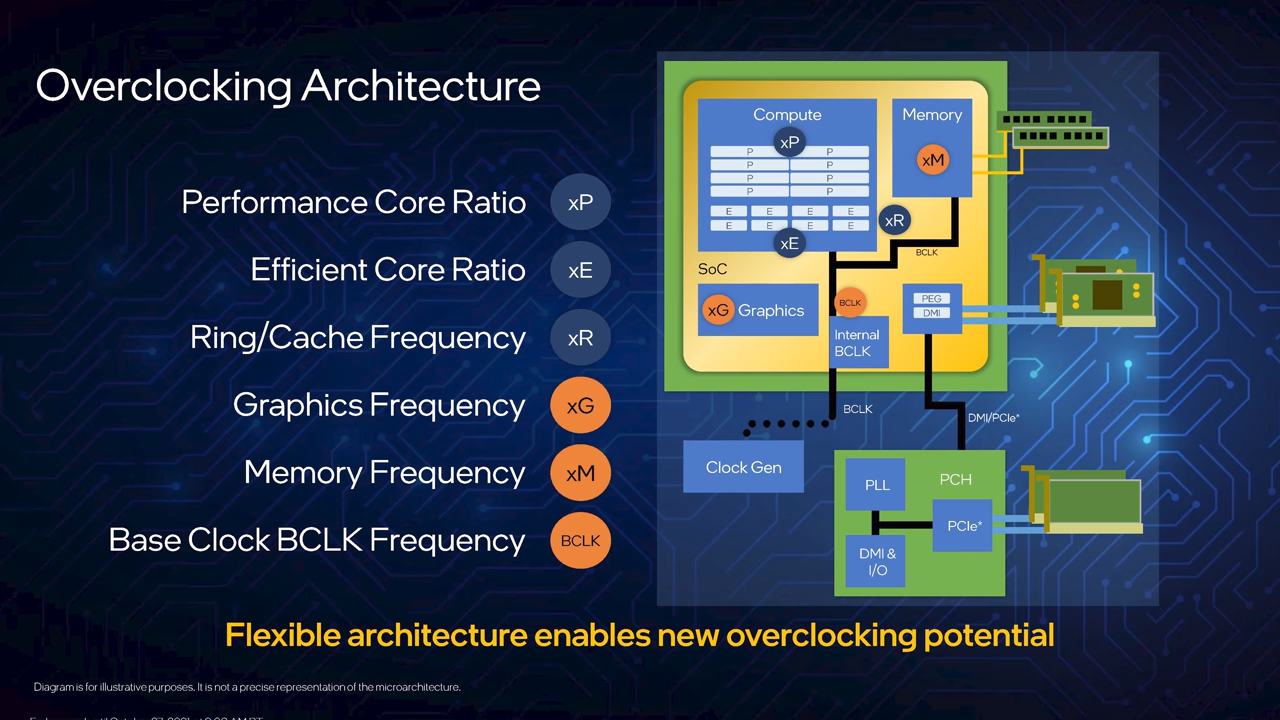 Overclocking Architecture
Performance Core Ratio xP
Efficient Core Ratio xE
Ring/Cache Frequency xR
Graphics Frequency xG
Memory Frequency xM
Base Clock BCLK Frequency BCLK
Compute
xP
P P
P P
P P
P P
E E E E
E E E E
xE
Memory
xM
xR
BCLK
SoC
xG Graphics
BCLK
Internal
BCLK
PEG
DMI
BCLK
DMI/PCIe*
Clock Gen
PLL
PCH
PCIe*
DMI &
I/O
Flexible architecture enables new overclocking potential
Diagram is for illustrative purposes. It is not a precise representation of the microarchitecture.